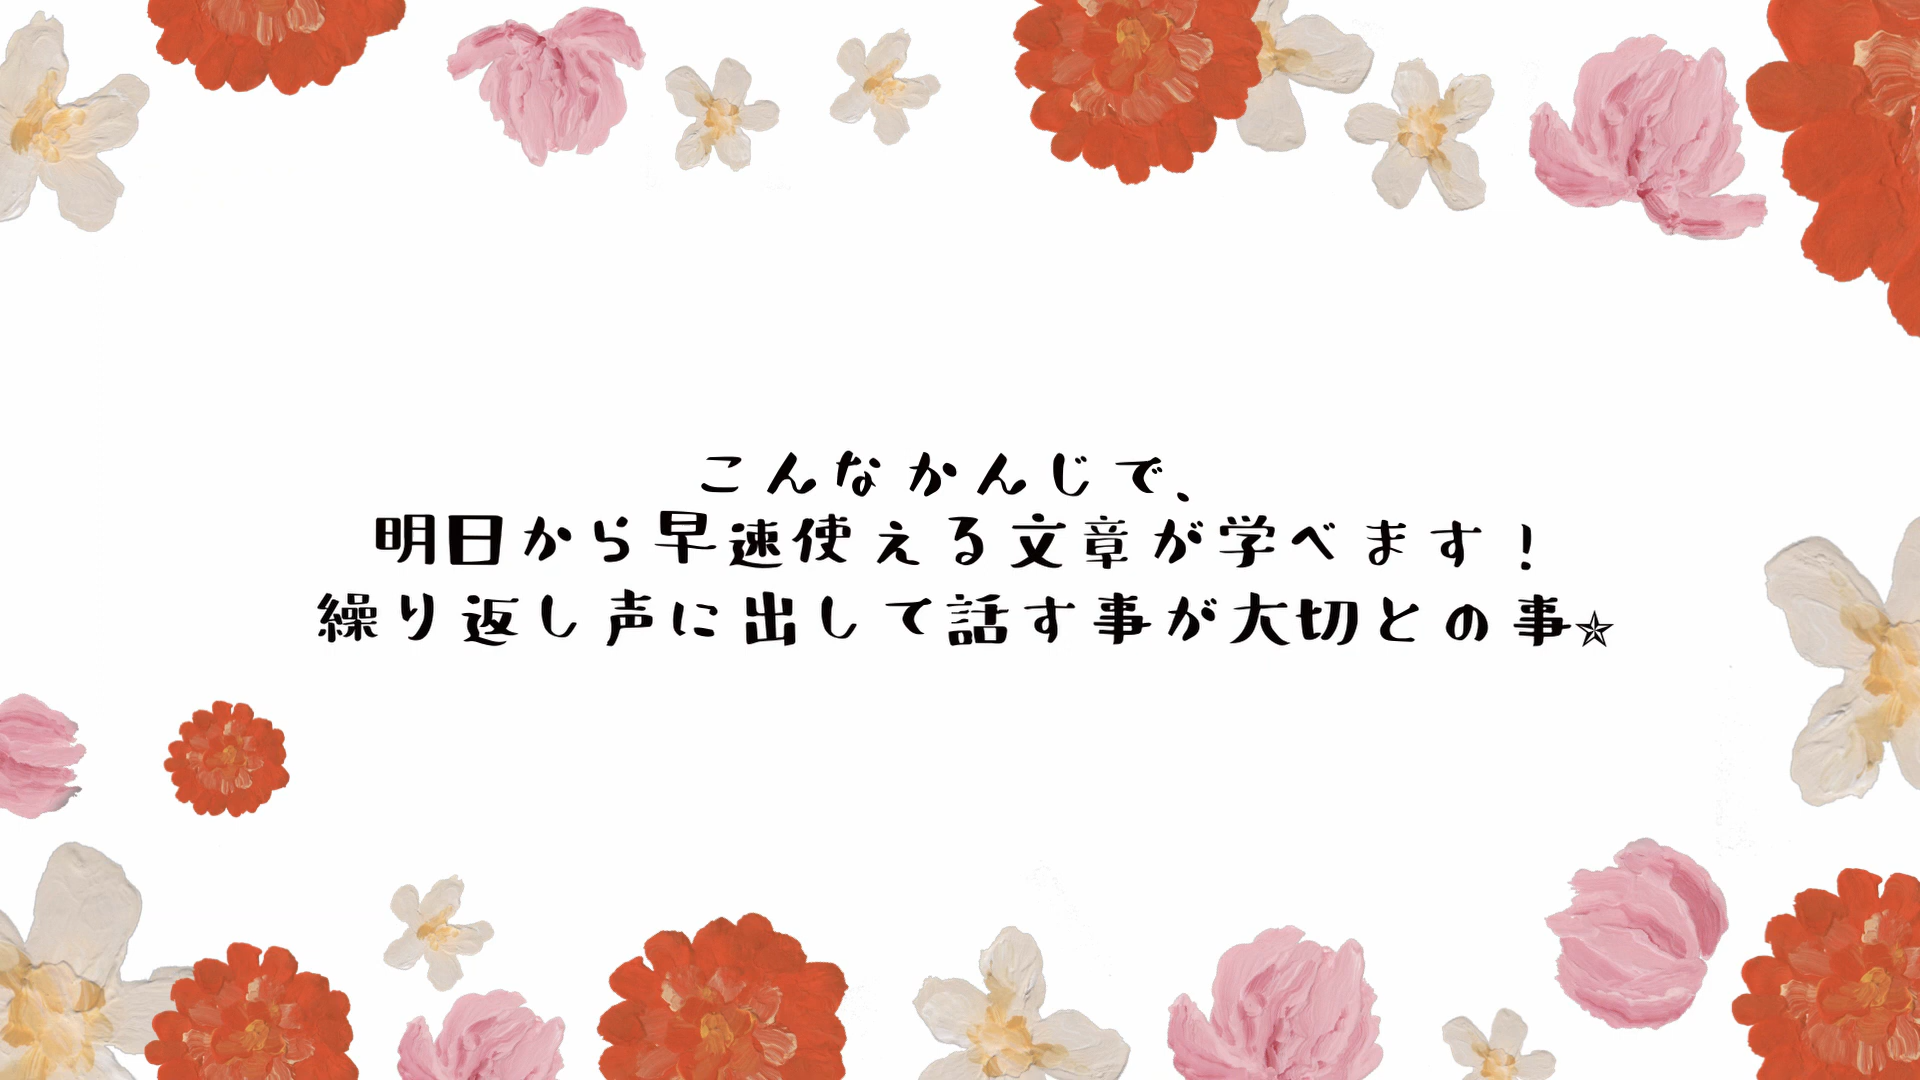 こんなかんじで、
明日から早速使える文章が学べます！
繰り返し声に出して話す事が大切との事✯